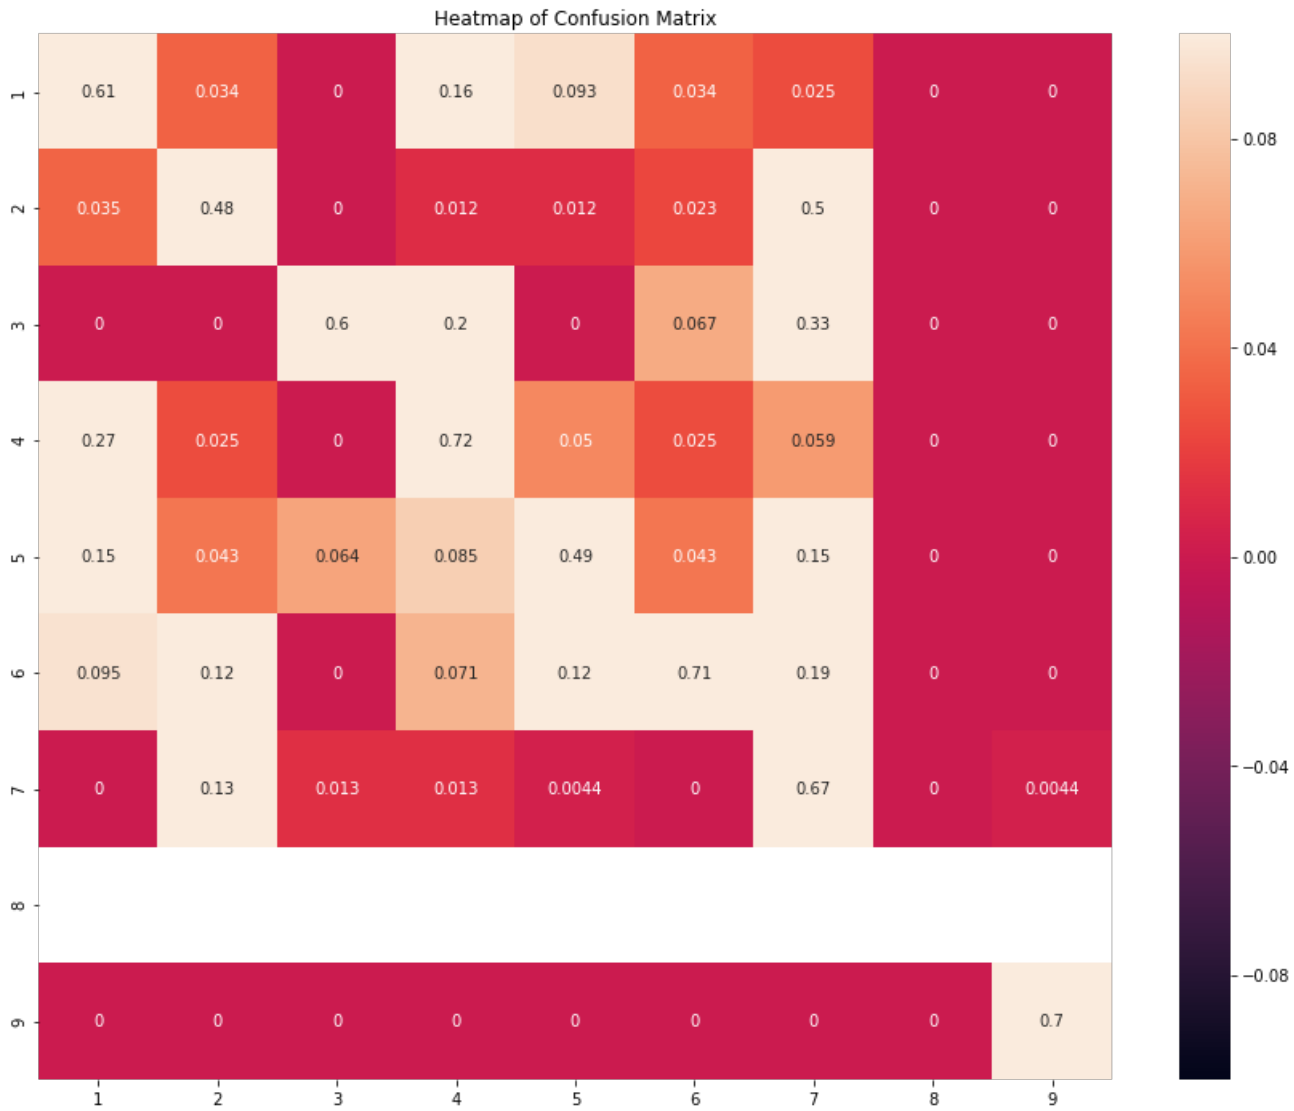 Heatmap of Confusion Matrix
1 0.61 0.034 0 0.16 0.093 0.034 0.025 0 0
0.08
2 0.035 0.48 0 0.012 0.012 0.023 0.5 0 0
3 0 0 0.6 0.2 0 0.067 0.33 0 0
0.04
4 0.27 0.025 0 0.72 0.05 0.025 0.059 0 0
5 0.15 0.043 0.064 0.085 0.49 0.043 0.15 0 0
0.00
6 0.095 0.12 0 0.071 0.12 0.71 0.19 0 0
−0.04
7 0 0.13 0.013 0.013 0.0044 0 0.67 0 0.0044
8
−0.08
9 0 0 0 0 0 0 0 0 0.7
1 2 3 4 5 6 7 8 9